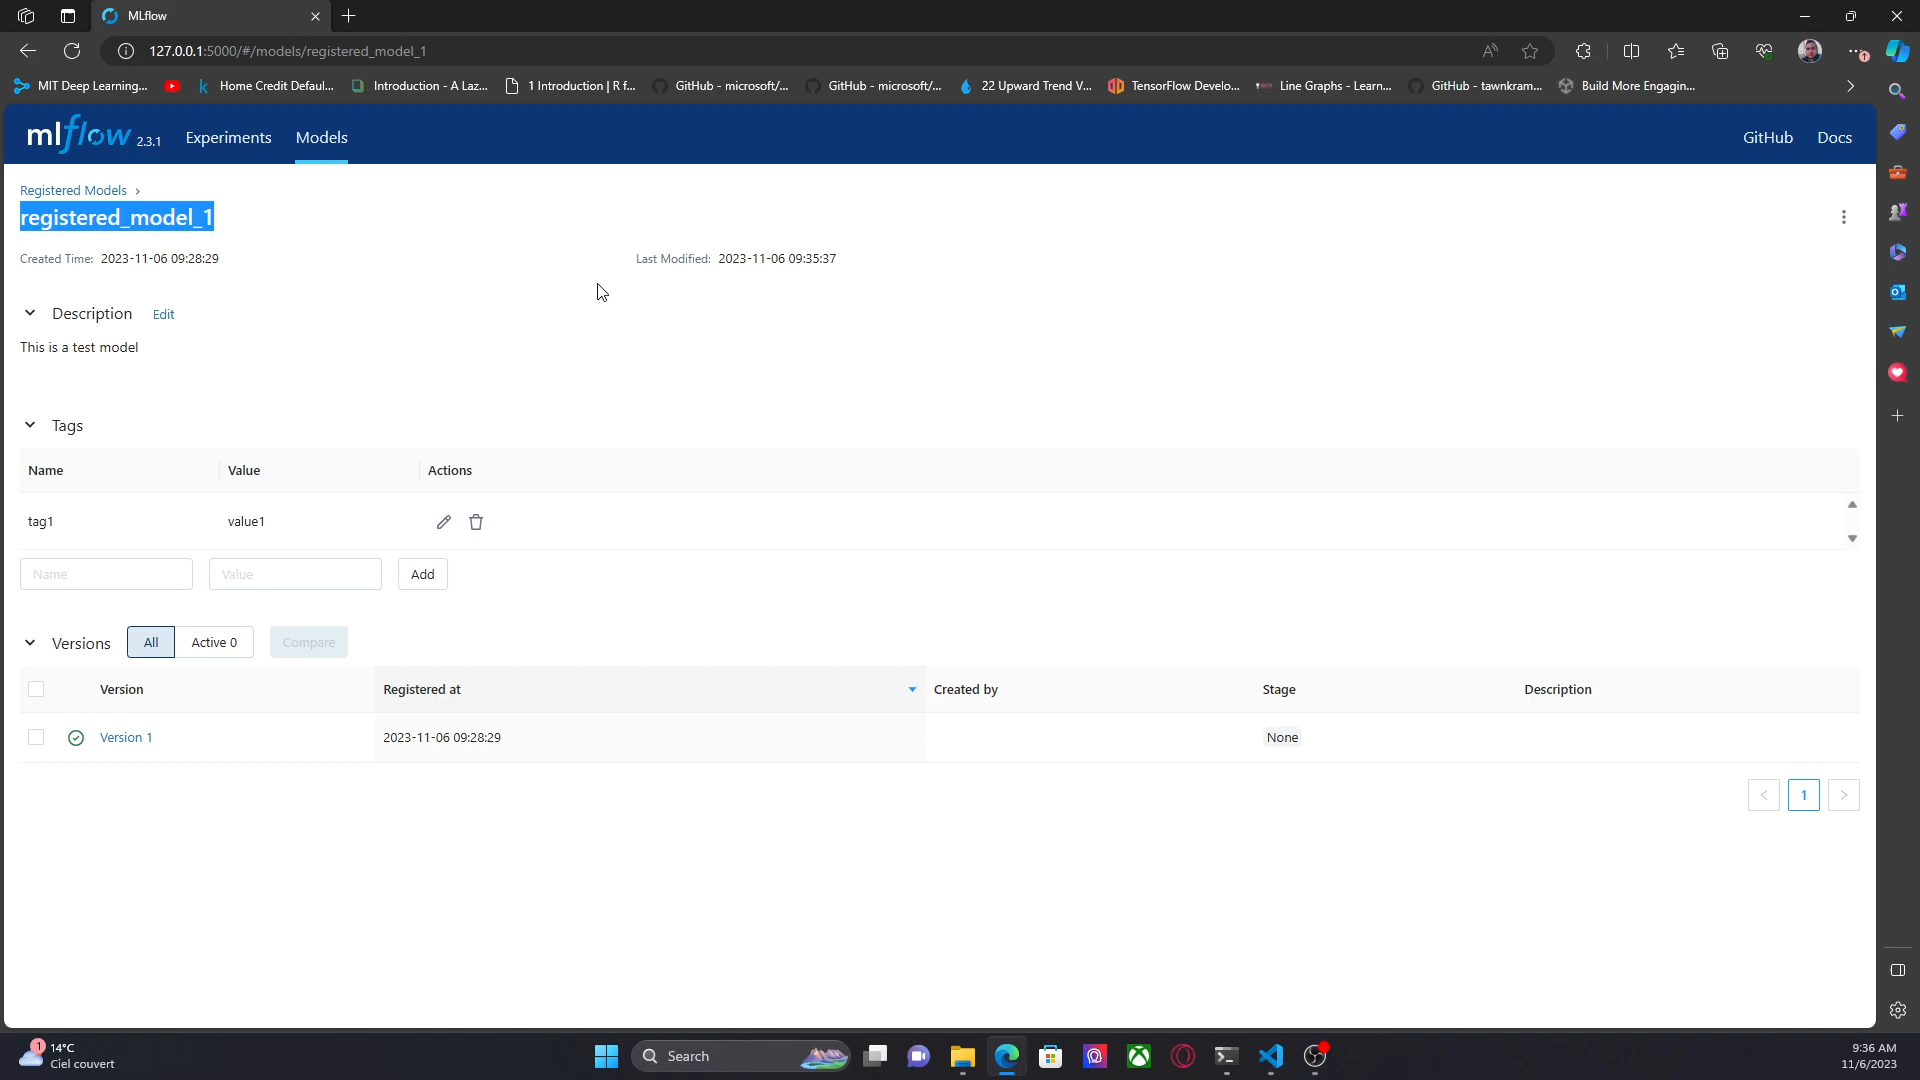 MLflow
127.0.0.1:5000/#/models/registered_model_1
MIT Deep Learning...
Home Credit Defaul...
Introduction - A Laz...
1 Introduction | R f...
GitHub - microsoft/...
GitHub - microsoft/...
22 Upward Trend V...
TensorFlow Develo...
Line Graphs - Learn...
GitHub - tawnkram...
Build More Engagin...
mlflow 2.3.1 Experiments Models GitHub Docs
Registered Models >
registered_model_1
Created Time: 2023-11-06 09:28:29 Last Modified: 2023-11-06 09:35:37
Description Edit
This is a test model
Tags
Name Value Actions
tag1 value1
Name Value Add
Versions All Active 0 Compare
Version Registered at Created by Stage Description
Version 1 2023-11-06 09:28:29 None
< 1 >
1 14°C
Ciel couvert
Search
9:36 AM
11/6/2023